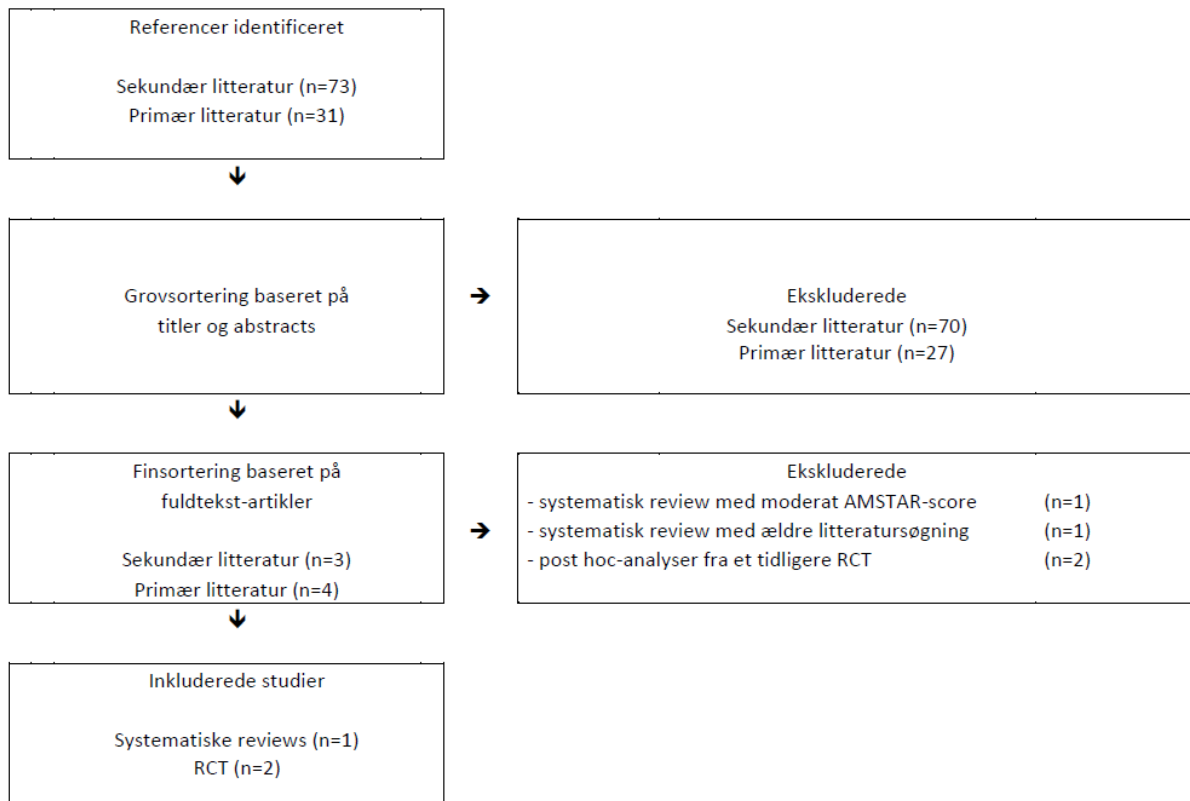 Referencer identificeret
Sekundær litteratur (n=73)
Primær litteratur (n=31)
Grovsortering baseret på
titler og abstracts
Ekskluderede
Sekundær litteratur (n=70)
Primær litteratur (n=27)
Finsortering baseret på
fuldtekst-artikler
Sekundær litteratur (n=3)
Primær litteratur (n=4)
Ekskluderede
- systematisk review med moderat AMSTAR-score (n=1)
- systematisk review med ældre litteratursøgning (n=1)
- post hoc-analyser fra et tidligere RCT (n=2)
Inkluderede studier
Systematiske reviews (n=1)
RCT (n=2)